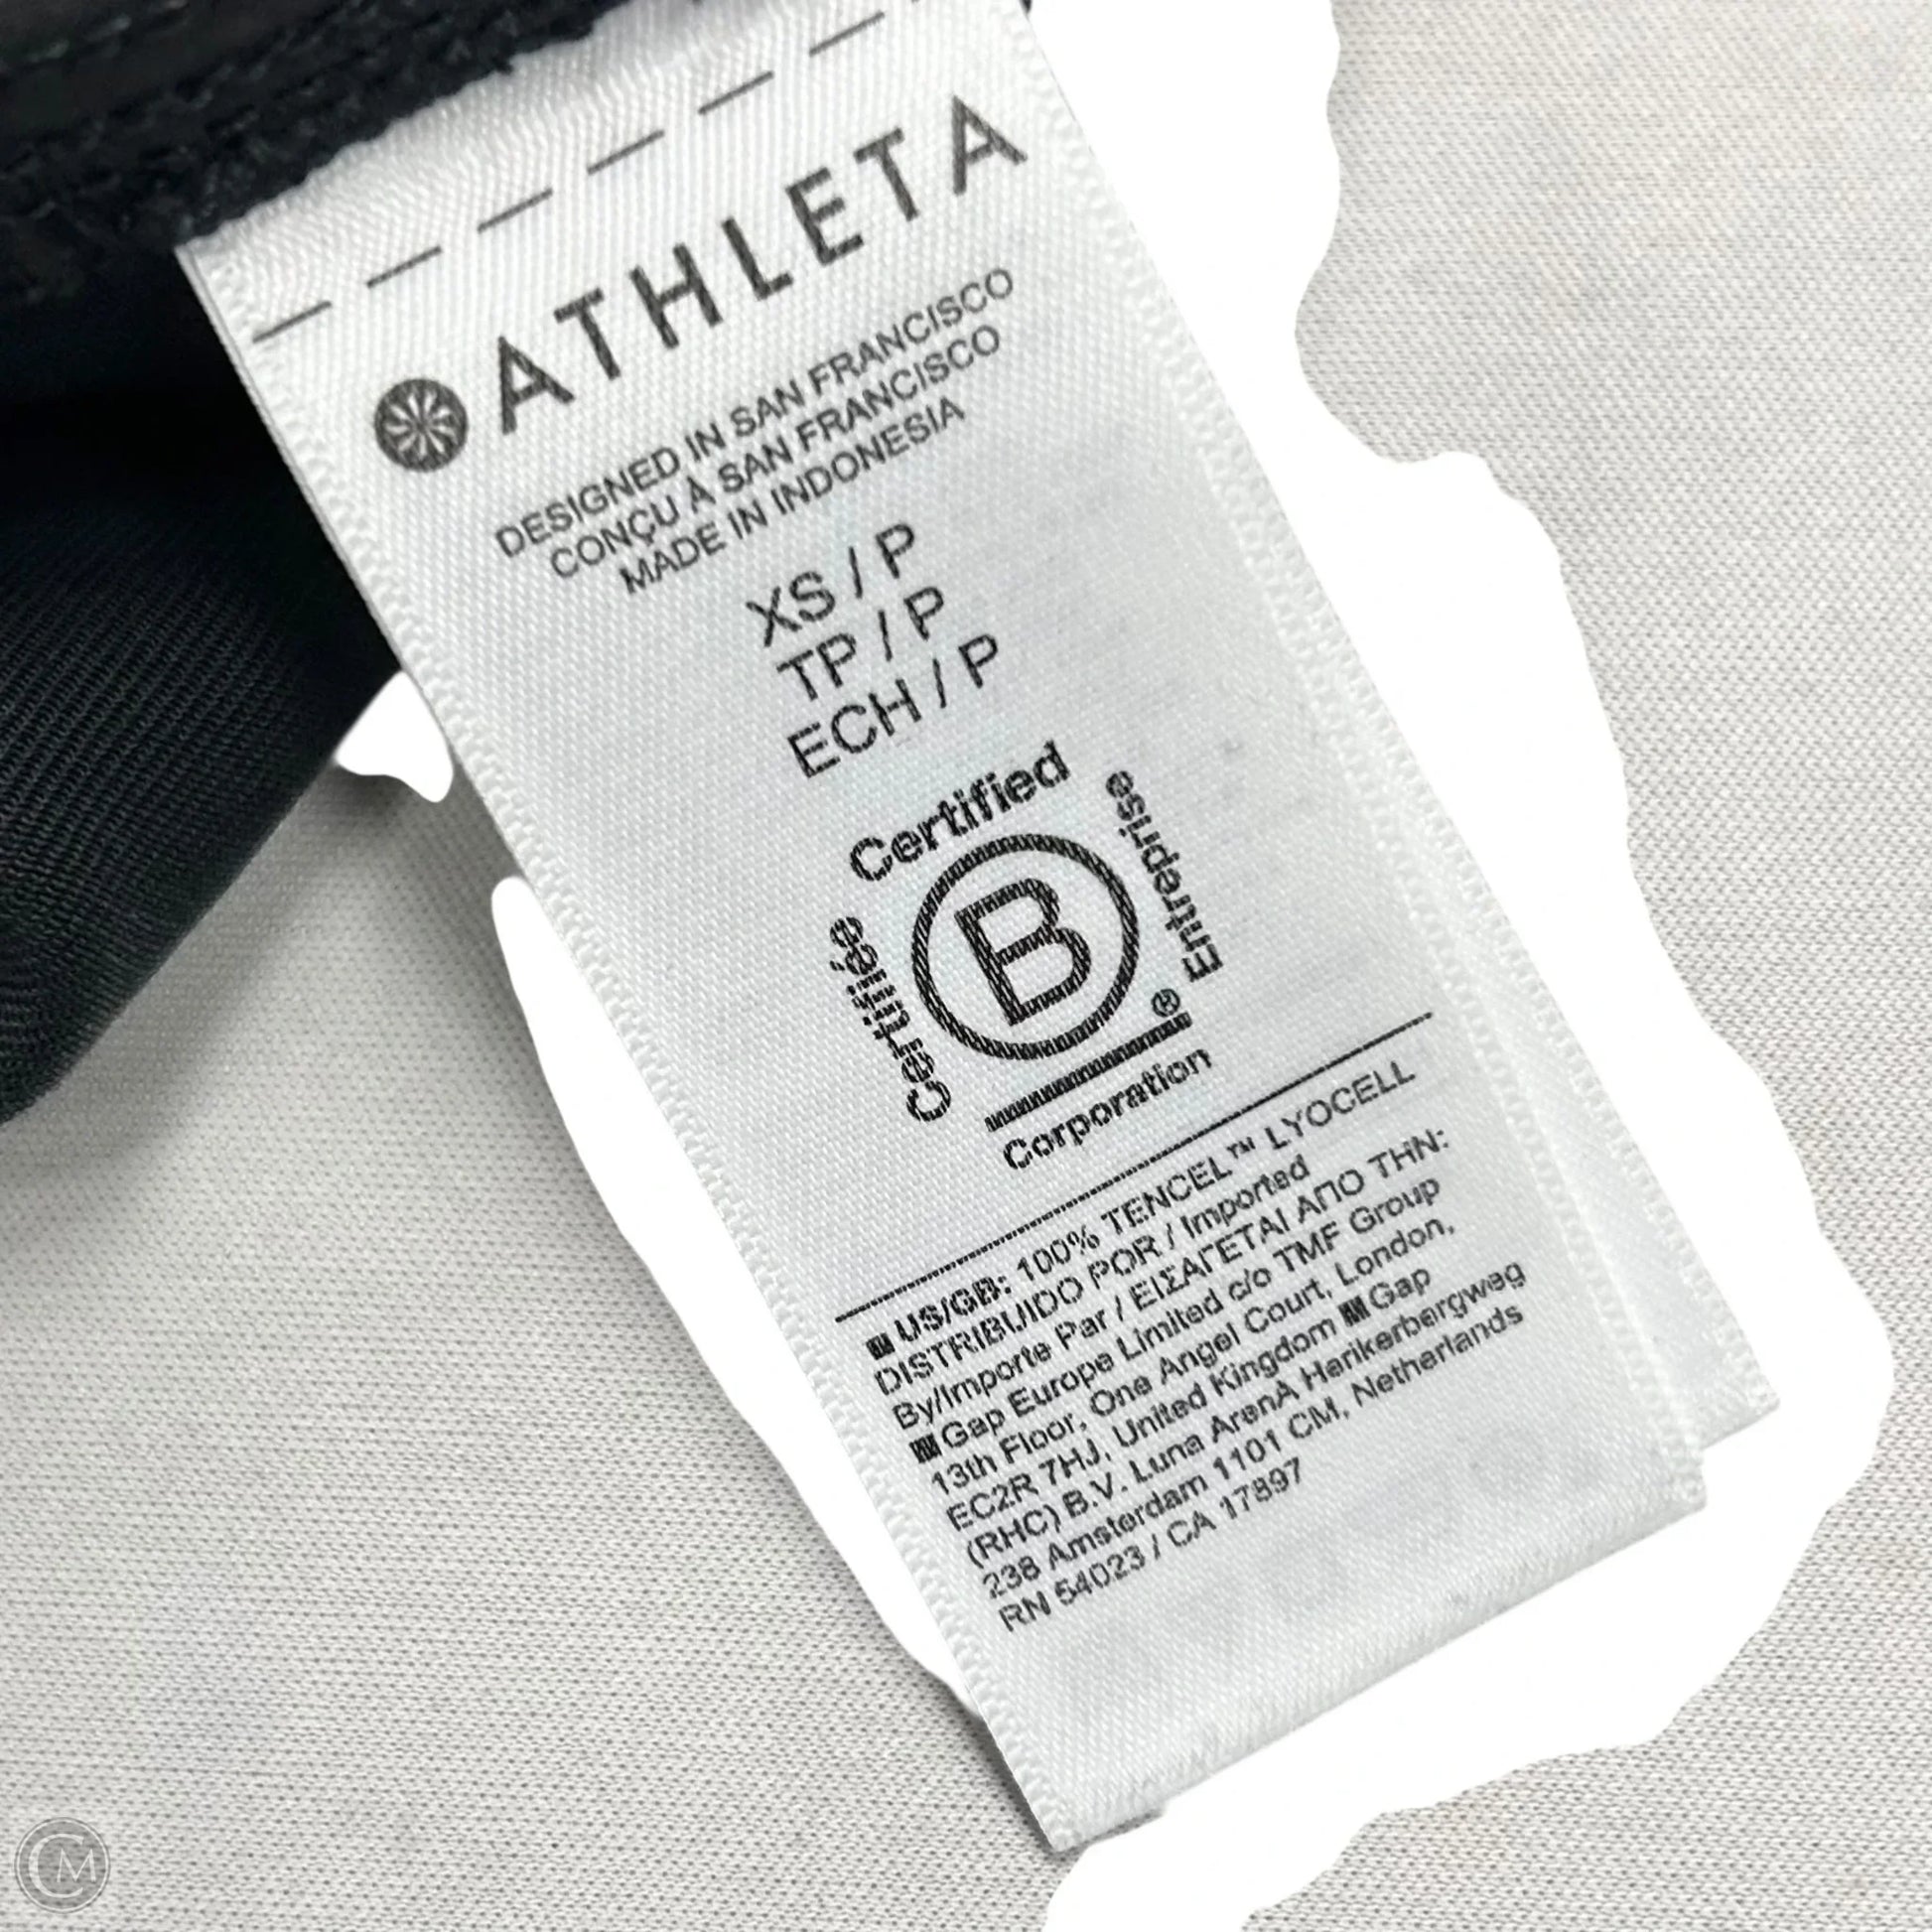 ATHLETA
DESIGNED IN SAN FRANCISCO
CONÇU À SAN FRANCISCO
MADE IN INDONESIA
XS / P
TP / P
ECH / P
Certified
Certifiée
B
Entreprise
®
Corporation
US/GB: 100% TENCEL™ LYOCELL
DISTRIBUIDO POR / Imported
By/Importe Par / ΕΙΣΑΓΕΤΑΙ ΑΠΟ ΤΗΝ:
Gap Europe Limited c/o TMF Group
13th Floor, One Angel Court, London,
EC2R 7HJ, United Kingdom Gap
(RHC) B.V. Luna ArenA Herikerbergweg
238 Amsterdam 1101 CM, Netherlands
RN 54023 / CA 17897
CM